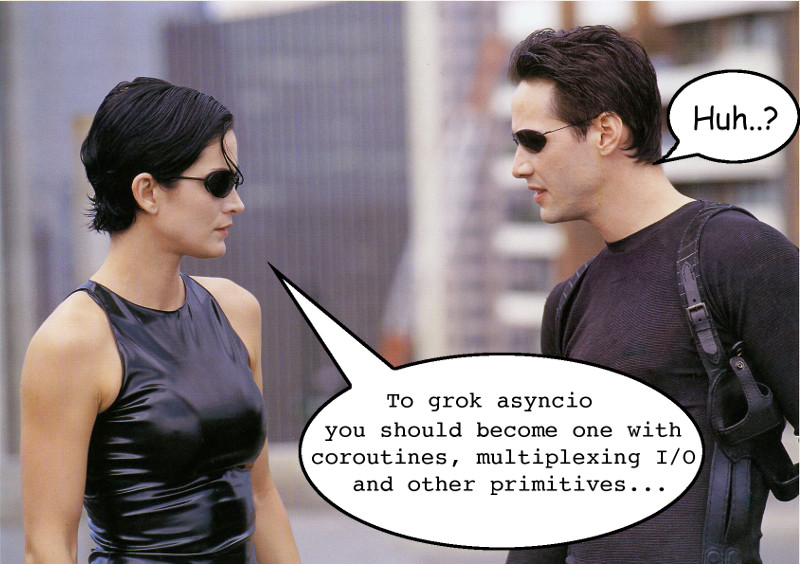 Huh..?
To grok asyncio
you should become one with
coroutines, multiplexing I/O
and other primitives...